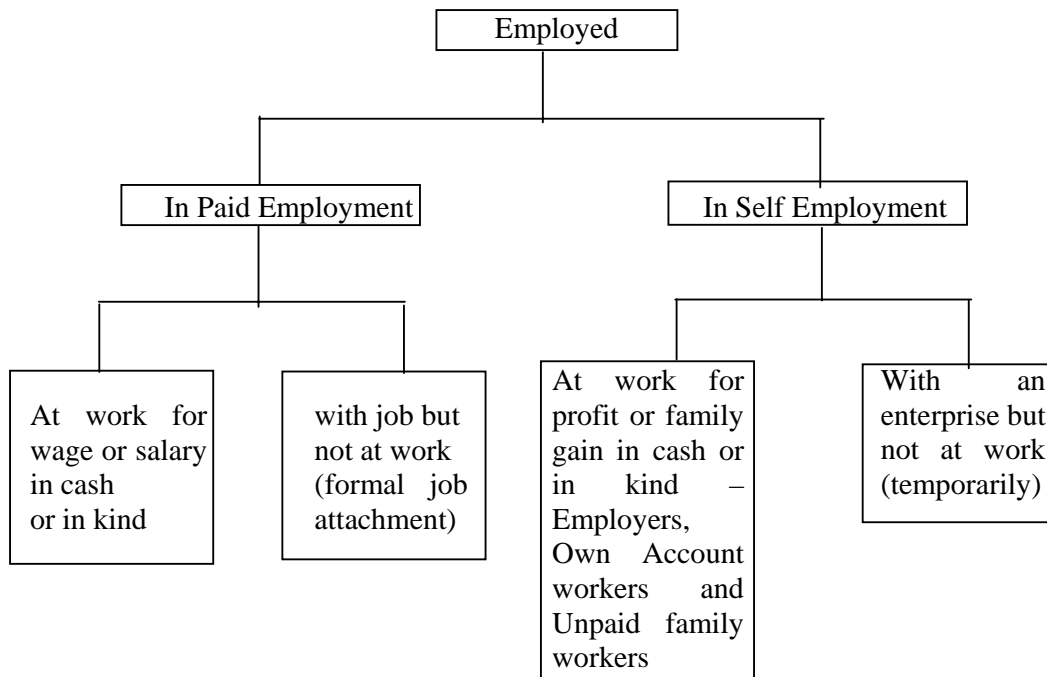 Employed
In Paid Employment
In Self Employment
At work for
wage or salary
in cash
or in kind
with job but
not at work
(formal job
attachment)
At work for
profit or family
gain in cash or
in kind –
Employers,
Own Account
workers and
Unpaid family
workers
With an
enterprise but
not at work
(temporarily)